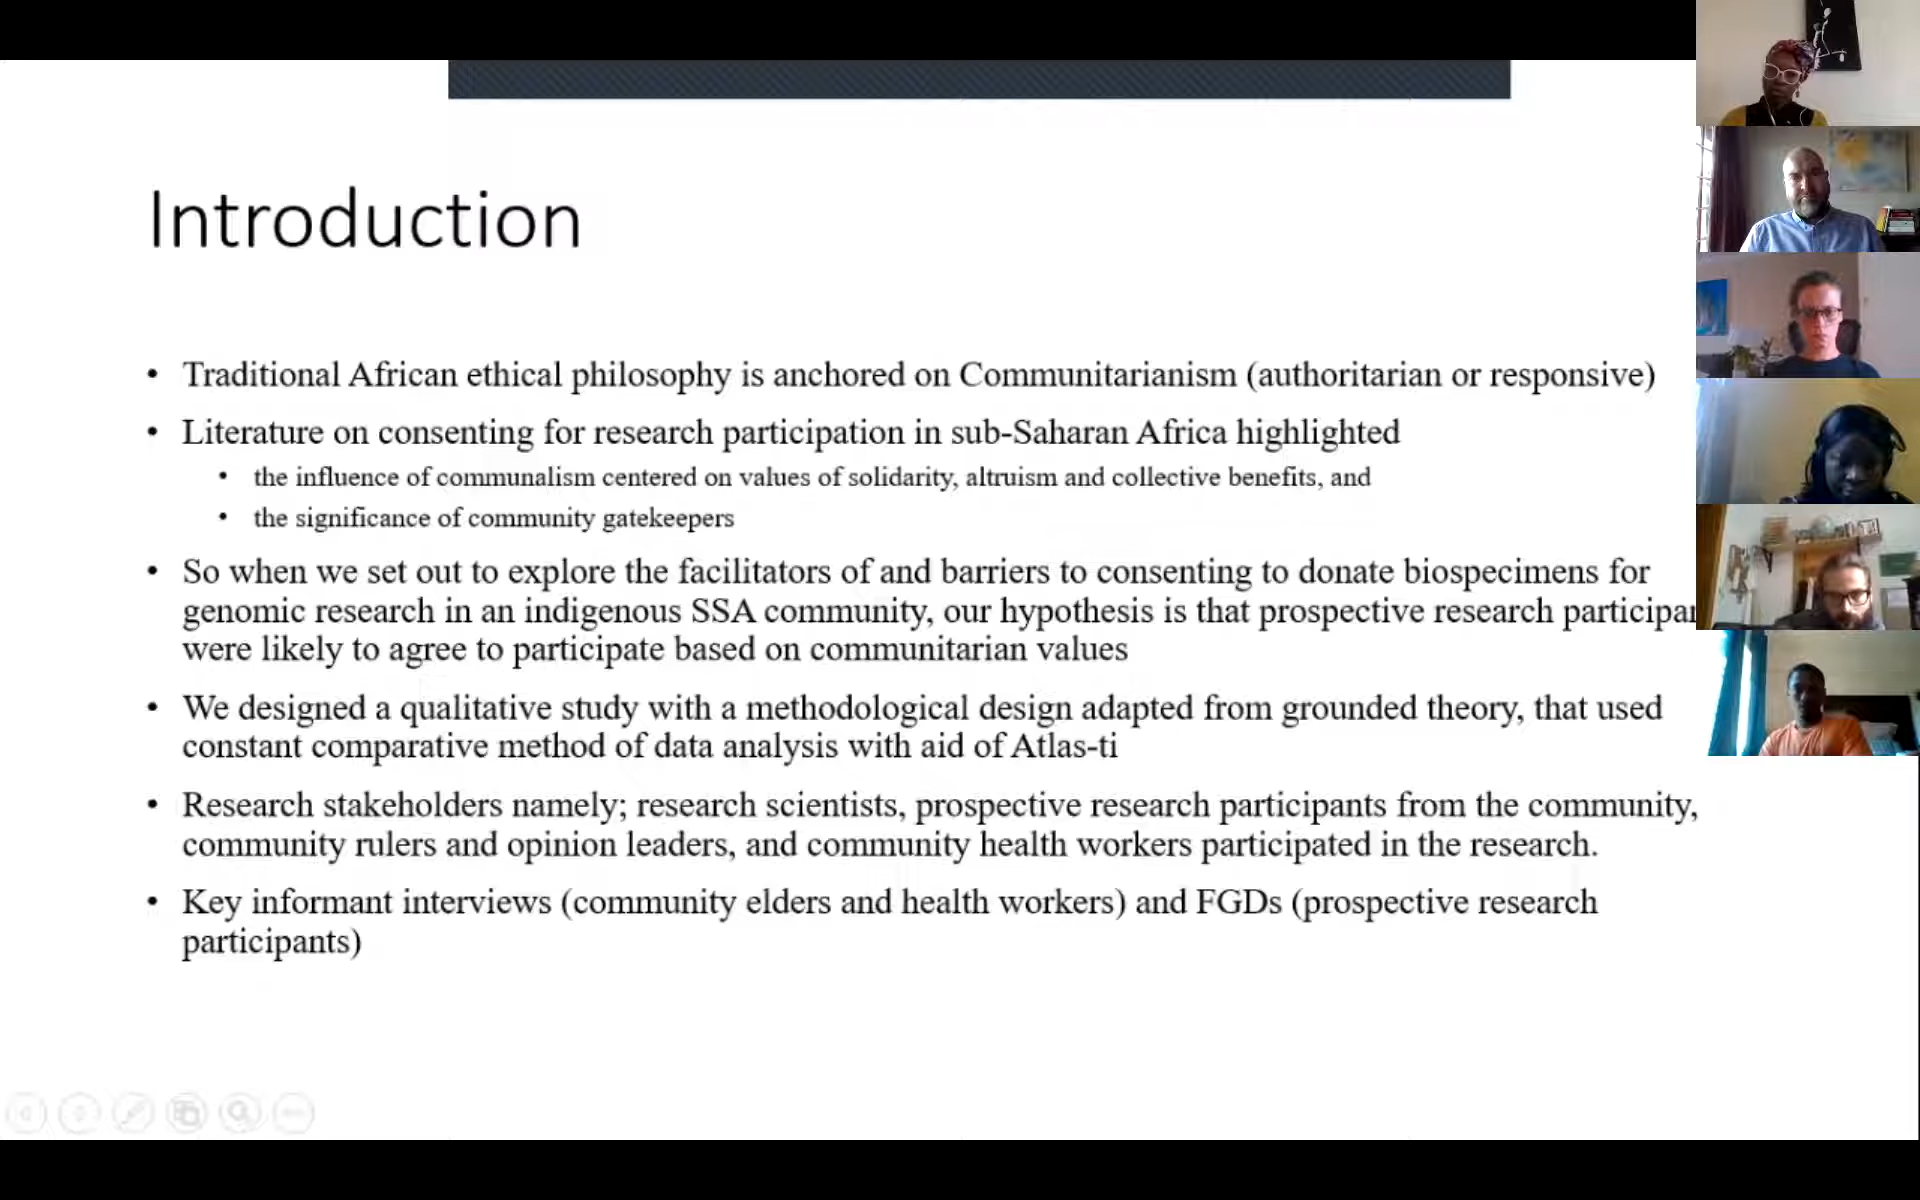 Introduction
• Traditional African ethical philosophy is anchored on Communitarianism (authoritarian or responsive)
• Literature on consenting for research participation in sub-Saharan Africa highlighted
• the influence of communalism centered on values of solidarity, altruism and collective benefits, and
• the significance of community gatekeepers
• So when we set out to explore the facilitators of and barriers to consenting to donate biospecimens for
genomic research in an indigenous SSA community, our hypothesis is that prospective research participan
were likely to agree to participate based on communitarian values
• We designed a qualitative study with a methodological design adapted from grounded theory, that used
constant comparative method of data analysis with aid of Atlas-ti
• Research stakeholders namely; research scientists, prospective research participants from the community,
community rulers and opinion leaders, and community health workers participated in the research.
• Key informant interviews (community elders and health workers) and FGDs (prospective research
participants)